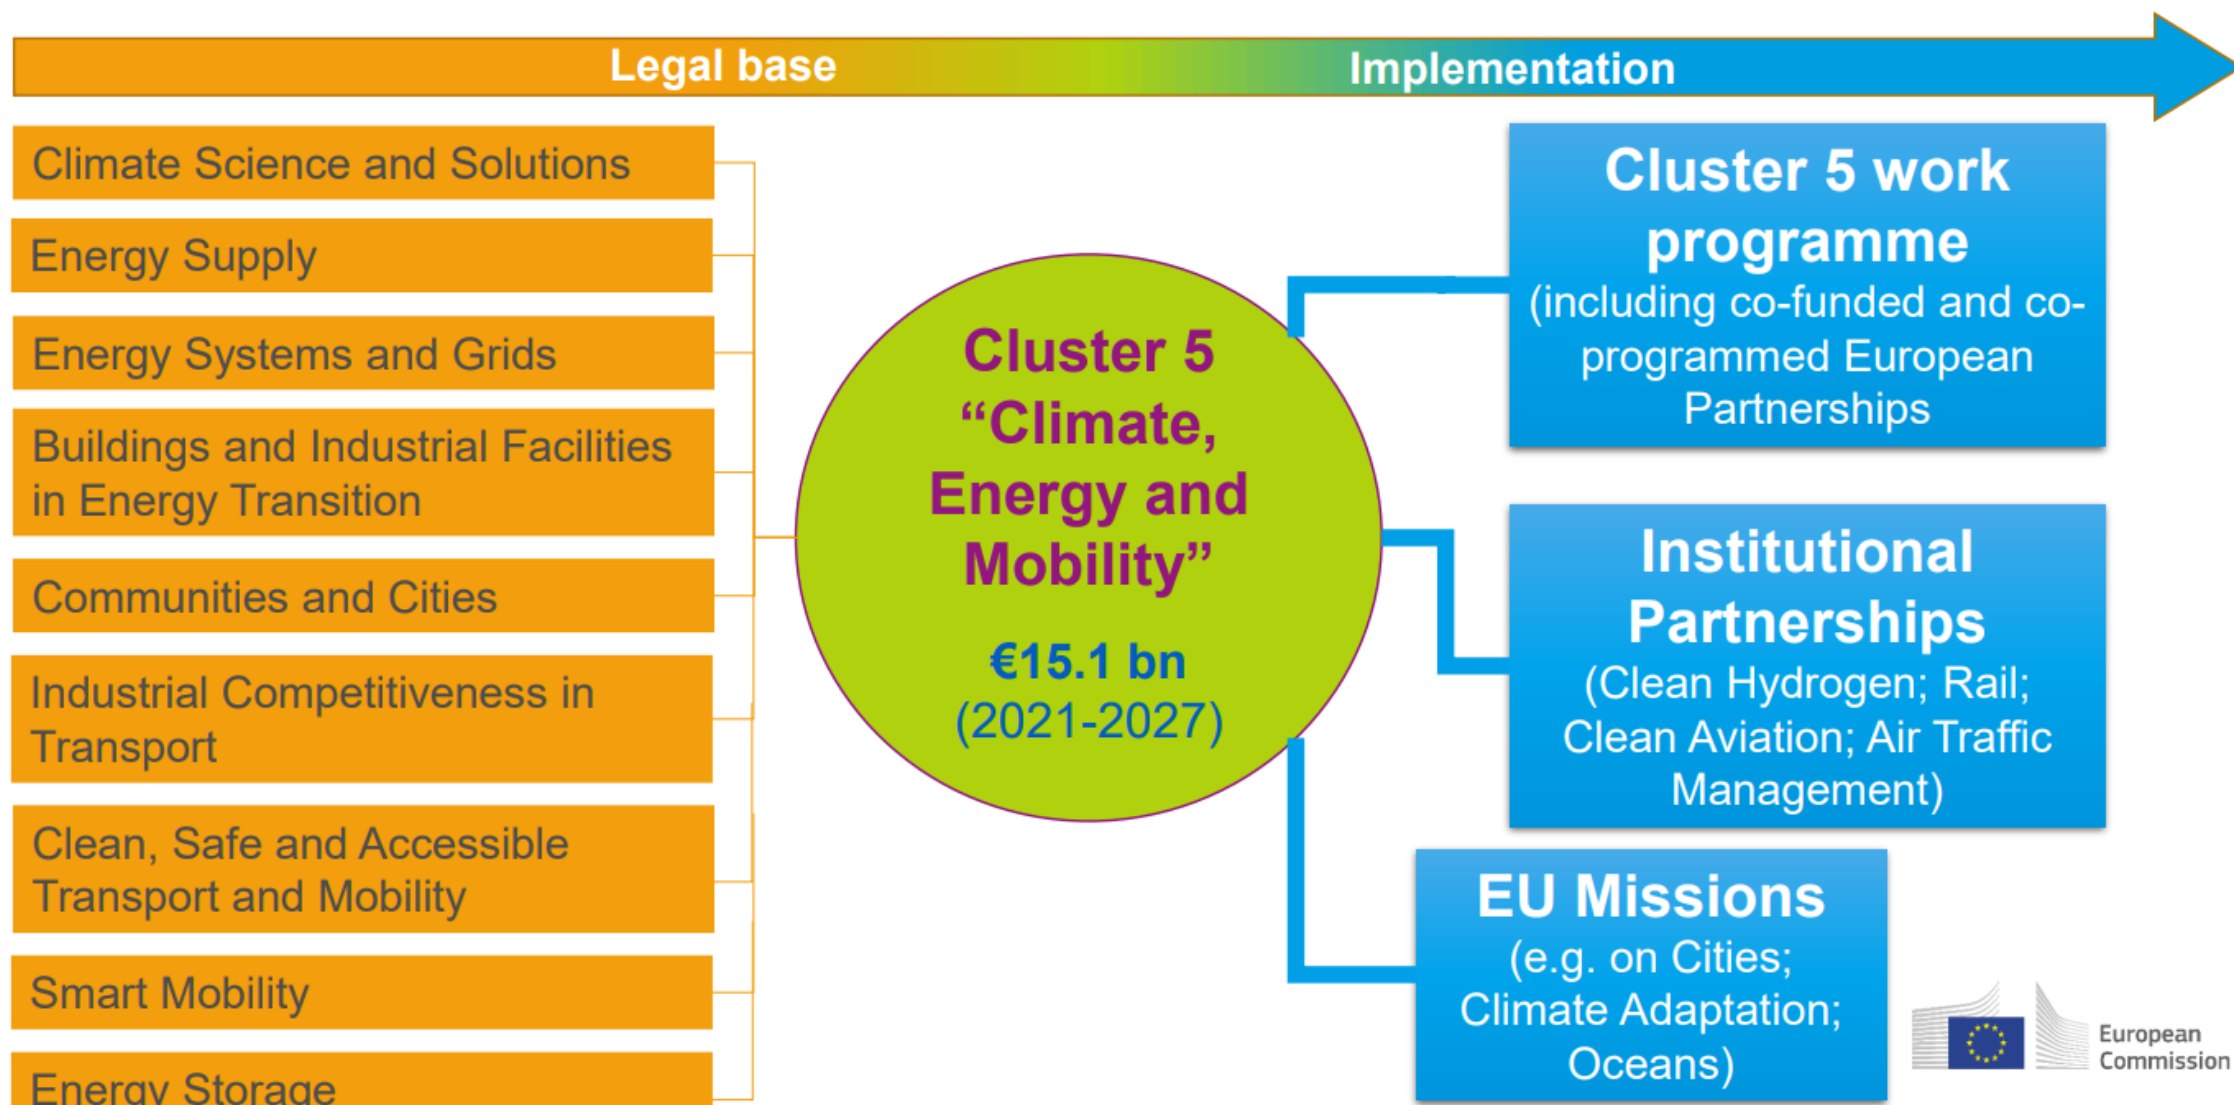 Legal base
Implementation
Climate Science and Solutions
Energy Supply
Energy Systems and Grids
Buildings and Industrial Facilities
in Energy Transition
Communities and Cities
Industrial Competitiveness in
Transport
Clean, Safe and Accessible
Transport and Mobility
Smart Mobility
Energy Storage
Cluster 5
“Climate,
Energy and
Mobility”
€15.1 bn
(2021-2027)
Cluster 5 work
programme
(including co-funded and co-
programmed European
Partnerships
Institutional
Partnerships
(Clean Hydrogen; Rail;
Clean Aviation; Air Traffic
Management)
EU Missions
(e.g. on Cities;
Climate Adaptation;
Oceans)
European
Commission